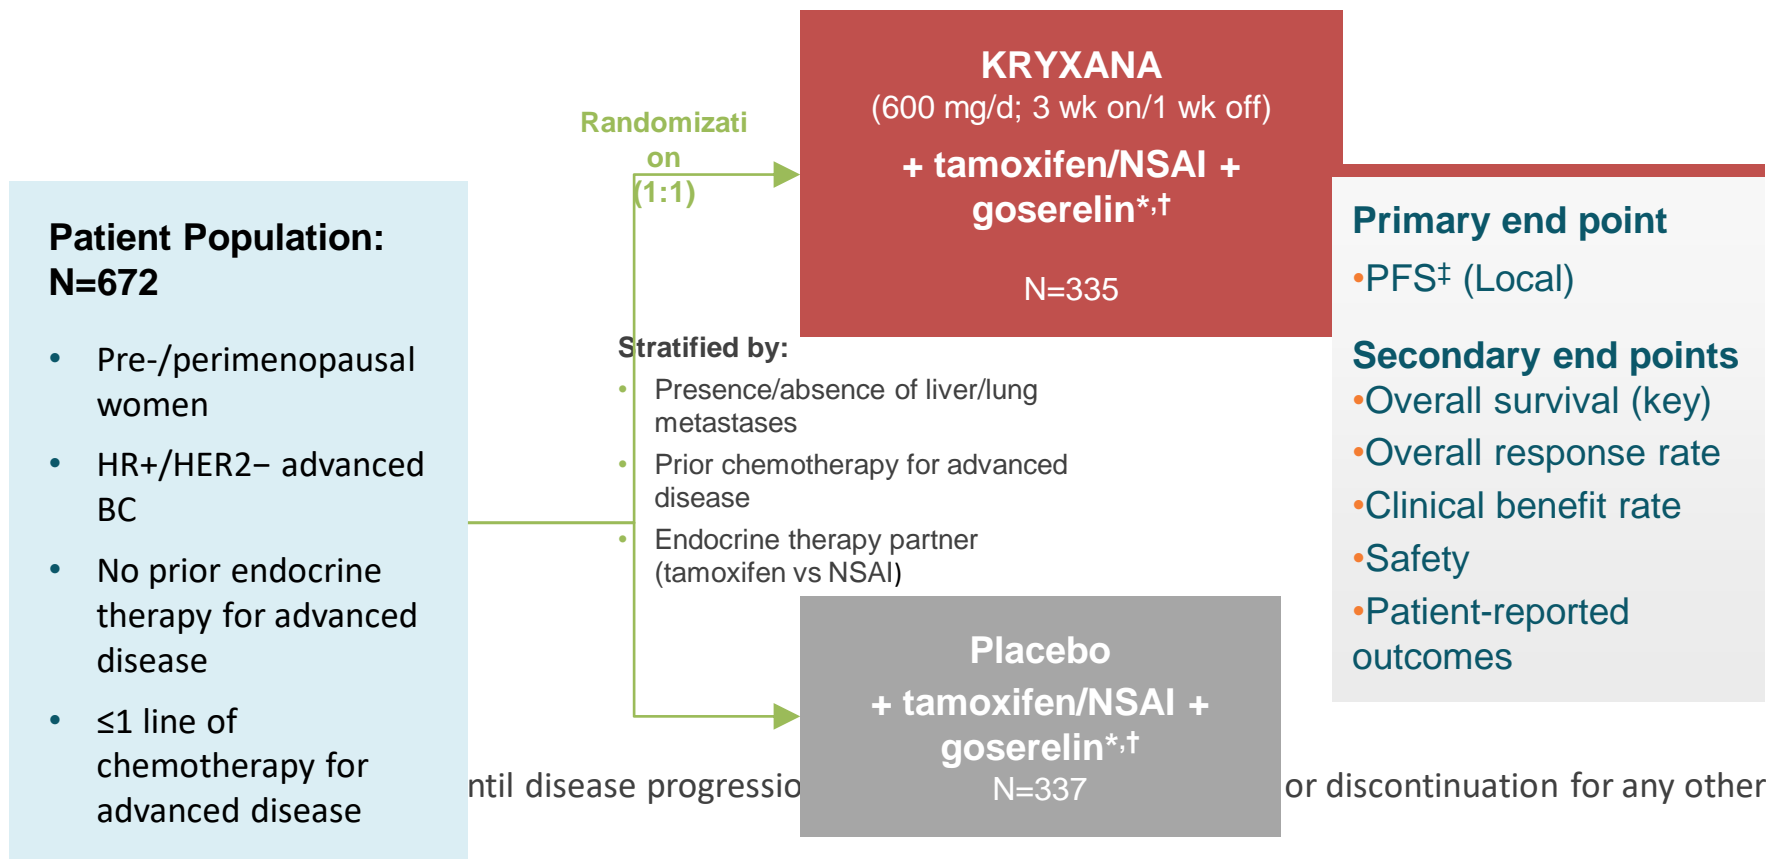 Patient Population:
N=672
• Pre-/perimenopausal
women
• HR+/HER2− advanced
BC
• No prior endocrine
therapy for advanced
disease
• ≤1 line of
chemotherapy for
advanced disease
Randomizati
on
(1:1)
Stratified by:
• Presence/absence of liver/lung
metastases
• Prior chemotherapy for advanced
disease
• Endocrine therapy partner
(tamoxifen vs NSAI)
KRYXANA
(600 mg/d; 3 wk on/1 wk off)
+ tamoxifen/NSAI +
goserelin*,†
N=335
Placebo
+ tamoxifen/NSAI +
goserelin*,†
N=337
Primary end point
•PFS‡ (Local)
Secondary end points
•Overall survival (key)
•Overall response rate
•Clinical benefit rate
•Safety
•Patient-reported
outcomes
ntil disease progressio or discontinuation for any other